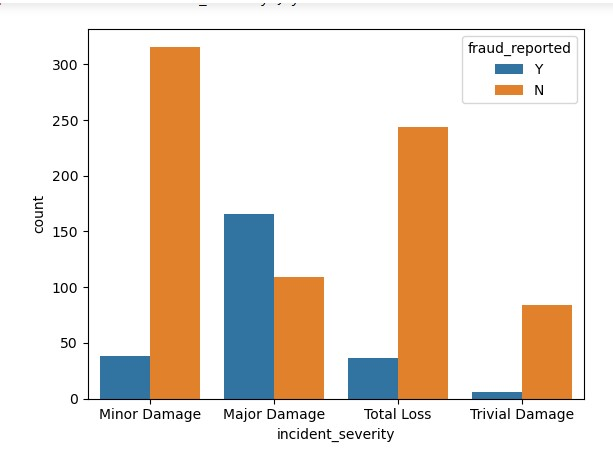 fraud_reported
Y
N
300
250
200
150
100
50
0
count
Minor Damage Major Damage Total Loss Trivial Damage
incident_severity